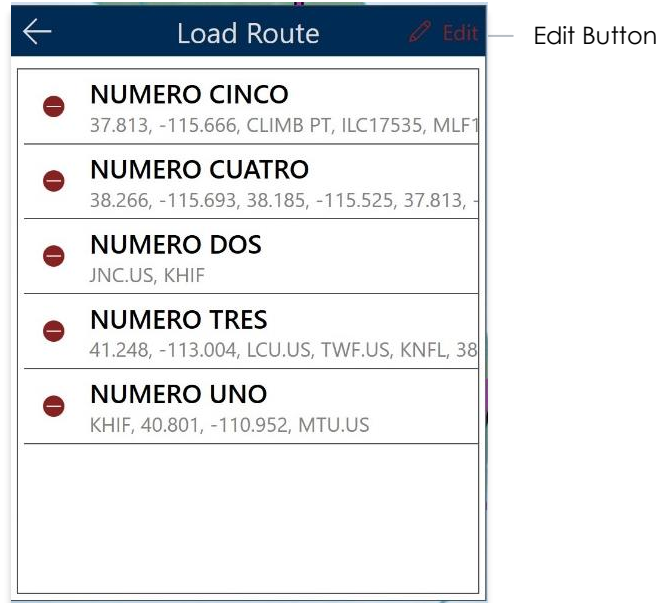 Load Route
Edit
Edit Button
NUMERO CINCO
37.813, -115.666, CLIMB PT, ILC17535, MLF1
NUMERO CUATRO
38.266, -115.693, 38.185, -115.525, 37.813, -
NUMERO DOS
JNC.US, KHIF
NUMERO TRES
41.248, -113.004, LCU.US, TWF.US, KNFL, 38
NUMERO UNO
KHIF, 40.801, -110.952, MTU.US